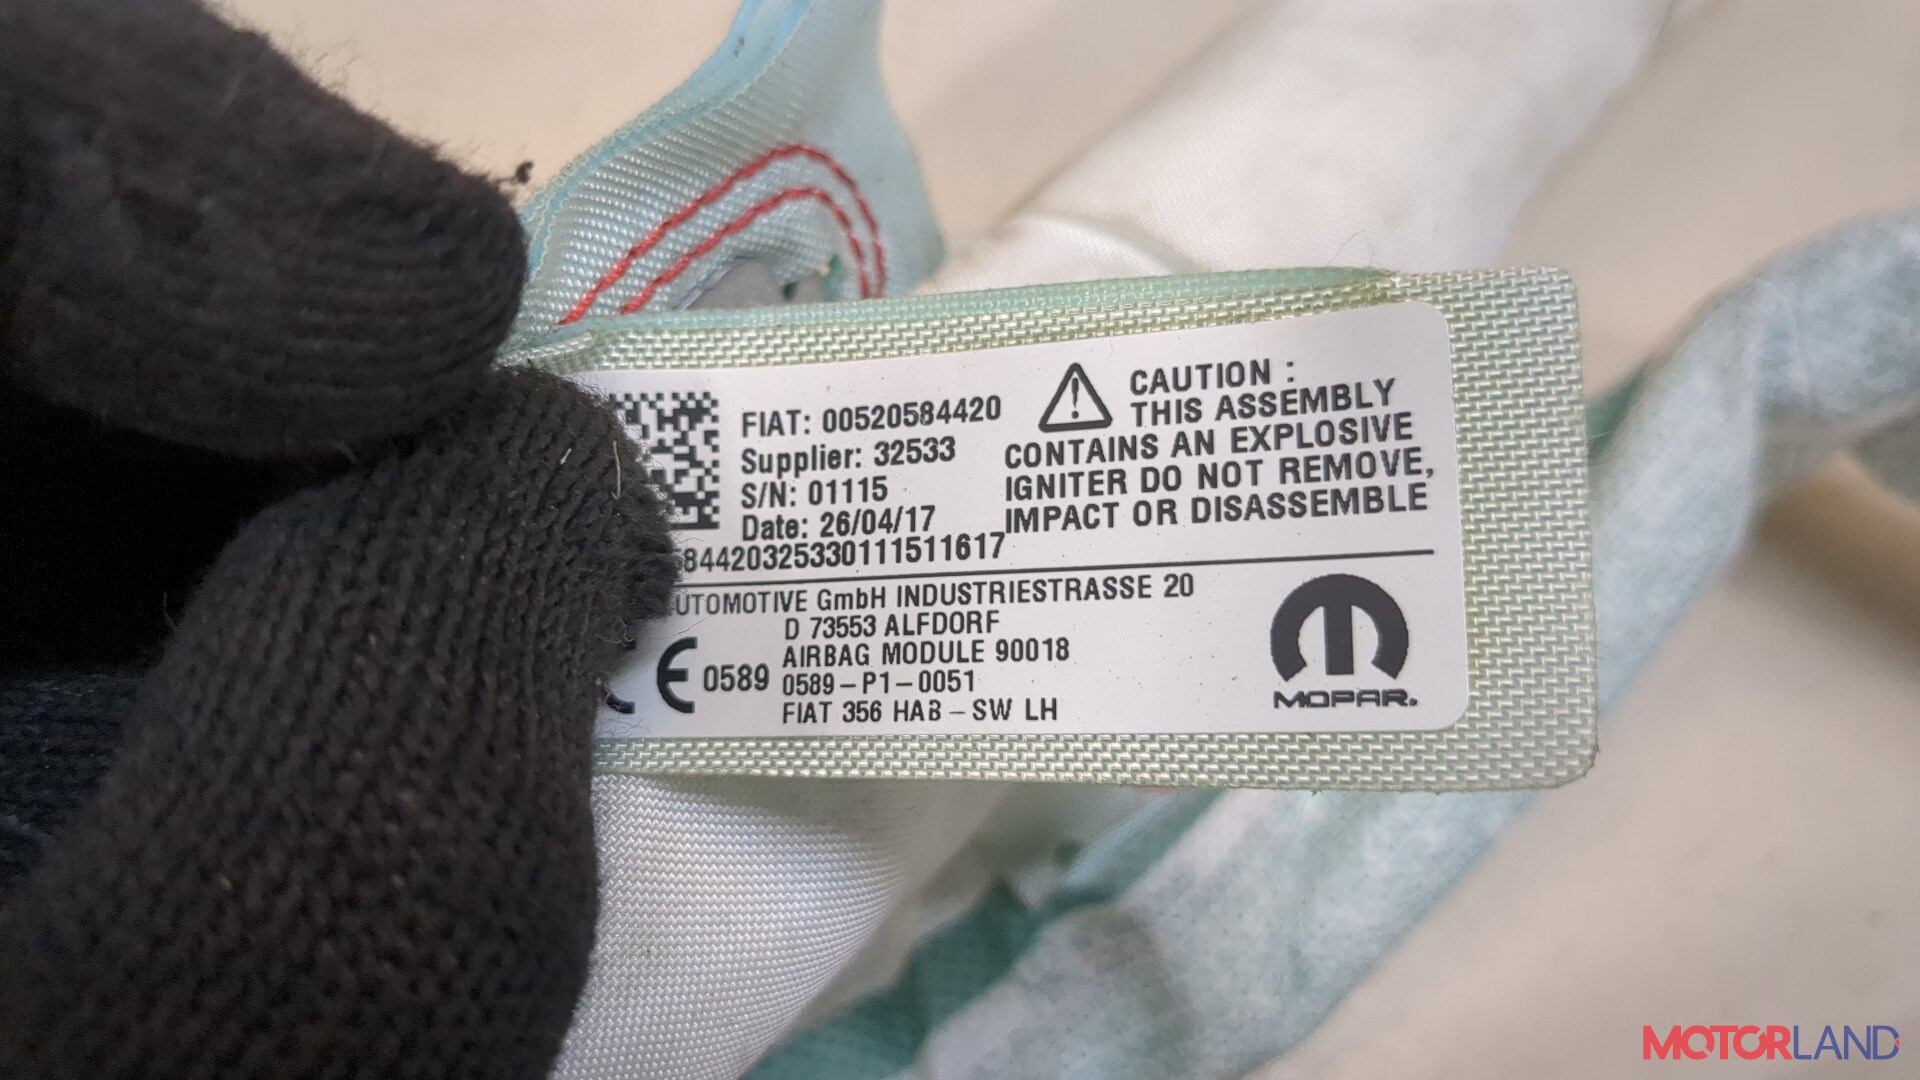 FIAT: 00520584420
Supplier: 32533
S/N: 01115
Date: 26/04/17
84420325330111511617
CAUTION :
THIS ASSEMBLY
CONTAINS AN EXPLOSIVE
IGNITER DO NOT REMOVE,
IMPACT OR DISASSEMBLE
UTOMOTIVE GmbH INDUSTRIESTRASSE 20
D 73553 ALFDORF
AIRBAG MODULE 90018
0589 0589-P1-0051
FIAT 356 HAB-SW LH
MOPAR.
MOTORLAND